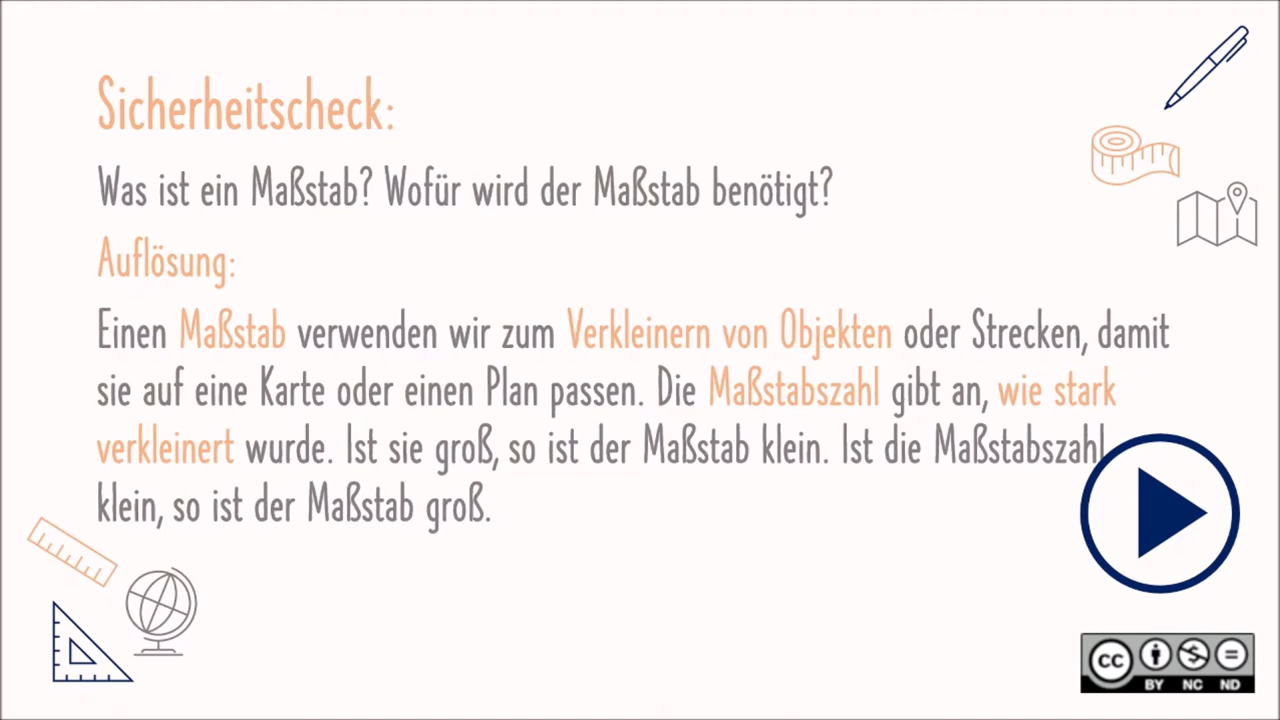 Sicherheitscheck:
Was ist ein Maßstab? Wofür wird der Maßstab benötigt?
Auflösung:
Einen Maßstab verwenden wir zum Verkleinern von Objekten oder Strecken, damit
sie auf eine Karte oder einen Plan passen. Die Maßstabszahl gibt an, wie stark
verkleinert wurde. Ist sie groß, so ist der Maßstab klein. Ist die Maßstabszahl
klein, so ist der Maßstab groß.
CC
BY NC ND